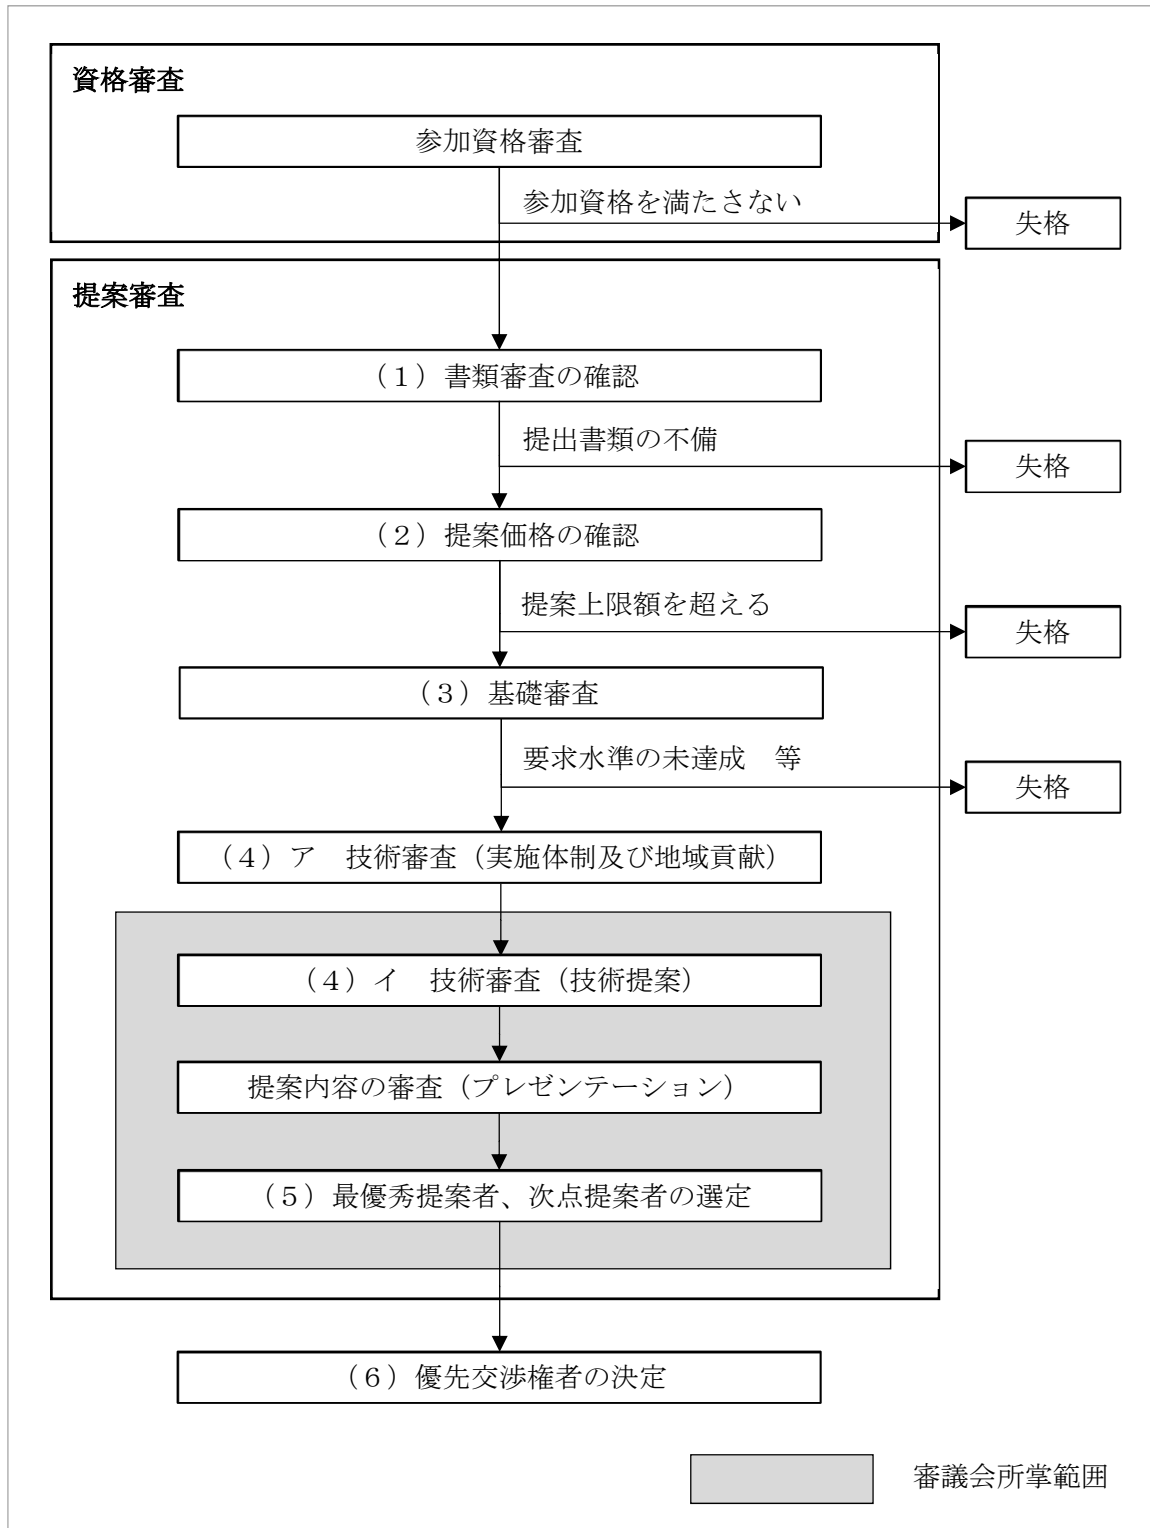 資格審査
参加資格審査
参加資格を満たさない
失格
提案審査
（１）書類審査の確認
提出書類の不備
失格
（２）提案価格の確認
提案上限額を超える
失格
（３）基礎審査
要求水準の未達成　等
失格
（４）ア　技術審査（実施体制及び地域貢献）
（４）イ　技術審査（技術提案）
提案内容の審査（プレゼンテーション）
（５）最優秀提案者、次点提案者の選定
（６）優先交渉権者の決定
審議会所掌範囲